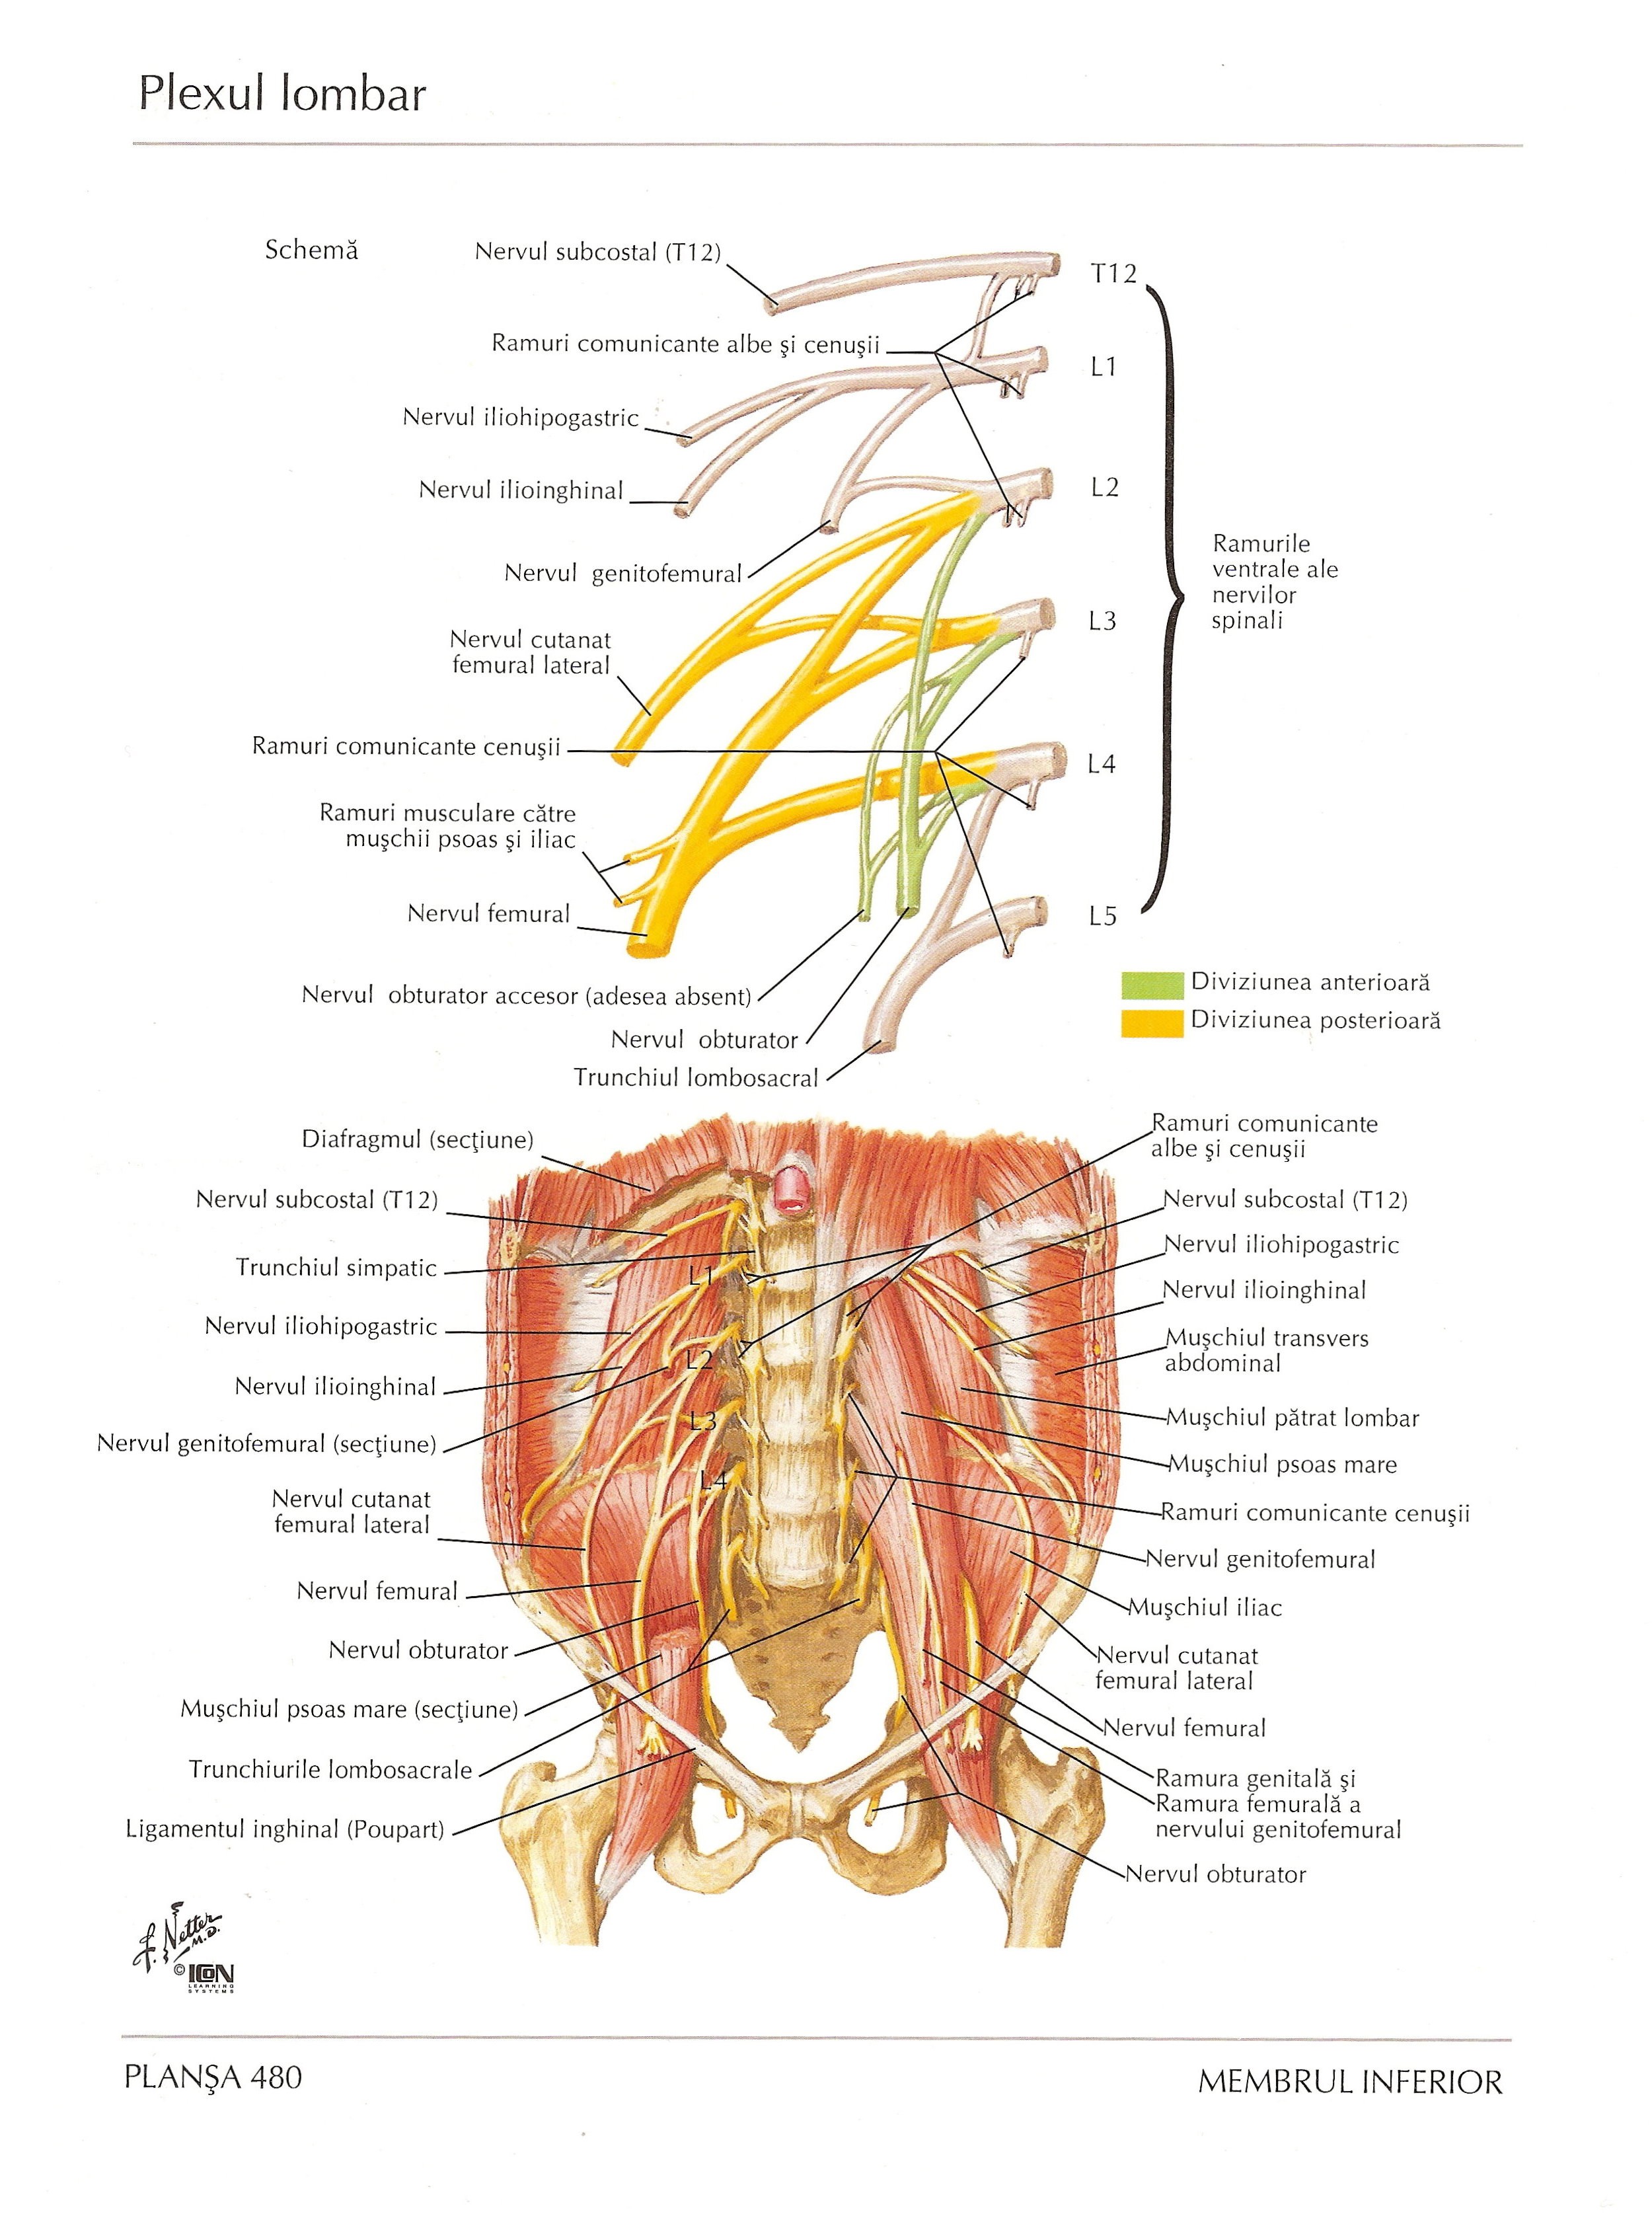 Plexul lombar
Schemă
Nervul subcostal (T12)
T12
Ramuri comunicante albe şi cenuşii
L1
Nervul iliohipogastric
Nervul ilioinghinal
L2
Nervul genitofemural
Ramurile
ventrale ale
nervilor
spinali
Nervul cutanat
femural lateral
L3
Ramuri comunicante cenuşii
L4
Ramuri musculare către
muşchii psoas şi iliac
Nervul femural
L5
Nervul obturator accesor (adesea absent)
Nervul obturator
Trunchiul lombosacral
Diviziunea anterioară
Diviziunea posterioară
Diafragmul (secţiune)
Nervul subcostal (T12)
Trunchiul simpatic
Nervul iliohipogastric
Nervul ilioinghinal
Nervul genitofemural (secţiune)
Nervul cutanat
femural lateral
Nervul femural
Nervul obturator
Muşchiul psoas mare (secţiune)
Trunchiurile lombosacrale
Ligamentul inghinal (Poupart)
L1
L2
L3
L4
Ramuri comunicante
albe şi cenuşii
Nervul subcostal (T12)
Nervul iliohipogastric
Nervul ilioinghinal
Muşchiul transvers
abdominal
Muşchiul pătrat lombar
Muşchiul psoas mare
Ramuri comunicante cenuşii
Nervul genitofemural
Muşchiul iliac
Nervul cutanat
femural lateral
Nervul femural
Ramura genitală şi
Ramura femurală a
nervului genitofemural
Nervul obturator
F. Netter
M.D.
© ICON
LEARNING
SYSTEMS
PLANŞA 480
MEMBRUL INFERIOR